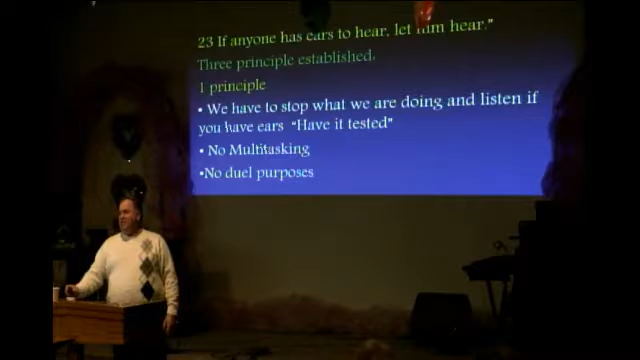 23 If anyone has ears to hear, let him hear."
Three principle established.
1 principle
• We have to stop what we are doing and listen if
you have ears "Have it tested"
• No Multitasking
•No duel purposes